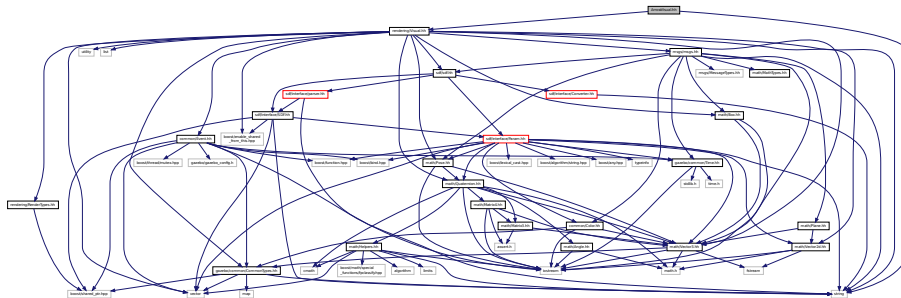 ArrowVisual.hh
rendering/Visual.hh
utility
list
msgs/msgs.hh
sdf/sdf.hh
msgs/MessageTypes.hh
math/MathTypes.hh
sdf/interface/parser.hh
sdf/interface/Converter.hh
sdf/interface/SDF.hh
math/Box.hh
common/Event.hh
boost/enable_shared
_from_this.hpp
sdf/interface/Param.hh
boost/thread/mutex.hpp
gazebo/gazebo_config.h
boost/function.hpp
boost/bind.hpp
math/Pose.hh
boost/lexical_cast.hpp
boost/algorithm/string.hpp
boost/any.hpp
typeinfo
gazebo/common/Time.hh
math/Quaternion.hh
stdlib.h
time.h
rendering/RenderTypes.hh
math/Matrix4.hh
math/Matrix3.hh
common/Color.hh
math/Plane.hh
math/Helpers.hh
assert.h
math/Angle.hh
math/Vector3.hh
math/Vector2d.hh
gazebo/common/CommonTypes.hh
cmath
boost/math/special
_functions/fpclassify.hpp
algorithm
limits
iostream
math.h
fstream
boost/shared_ptr.hpp
vector
map
string